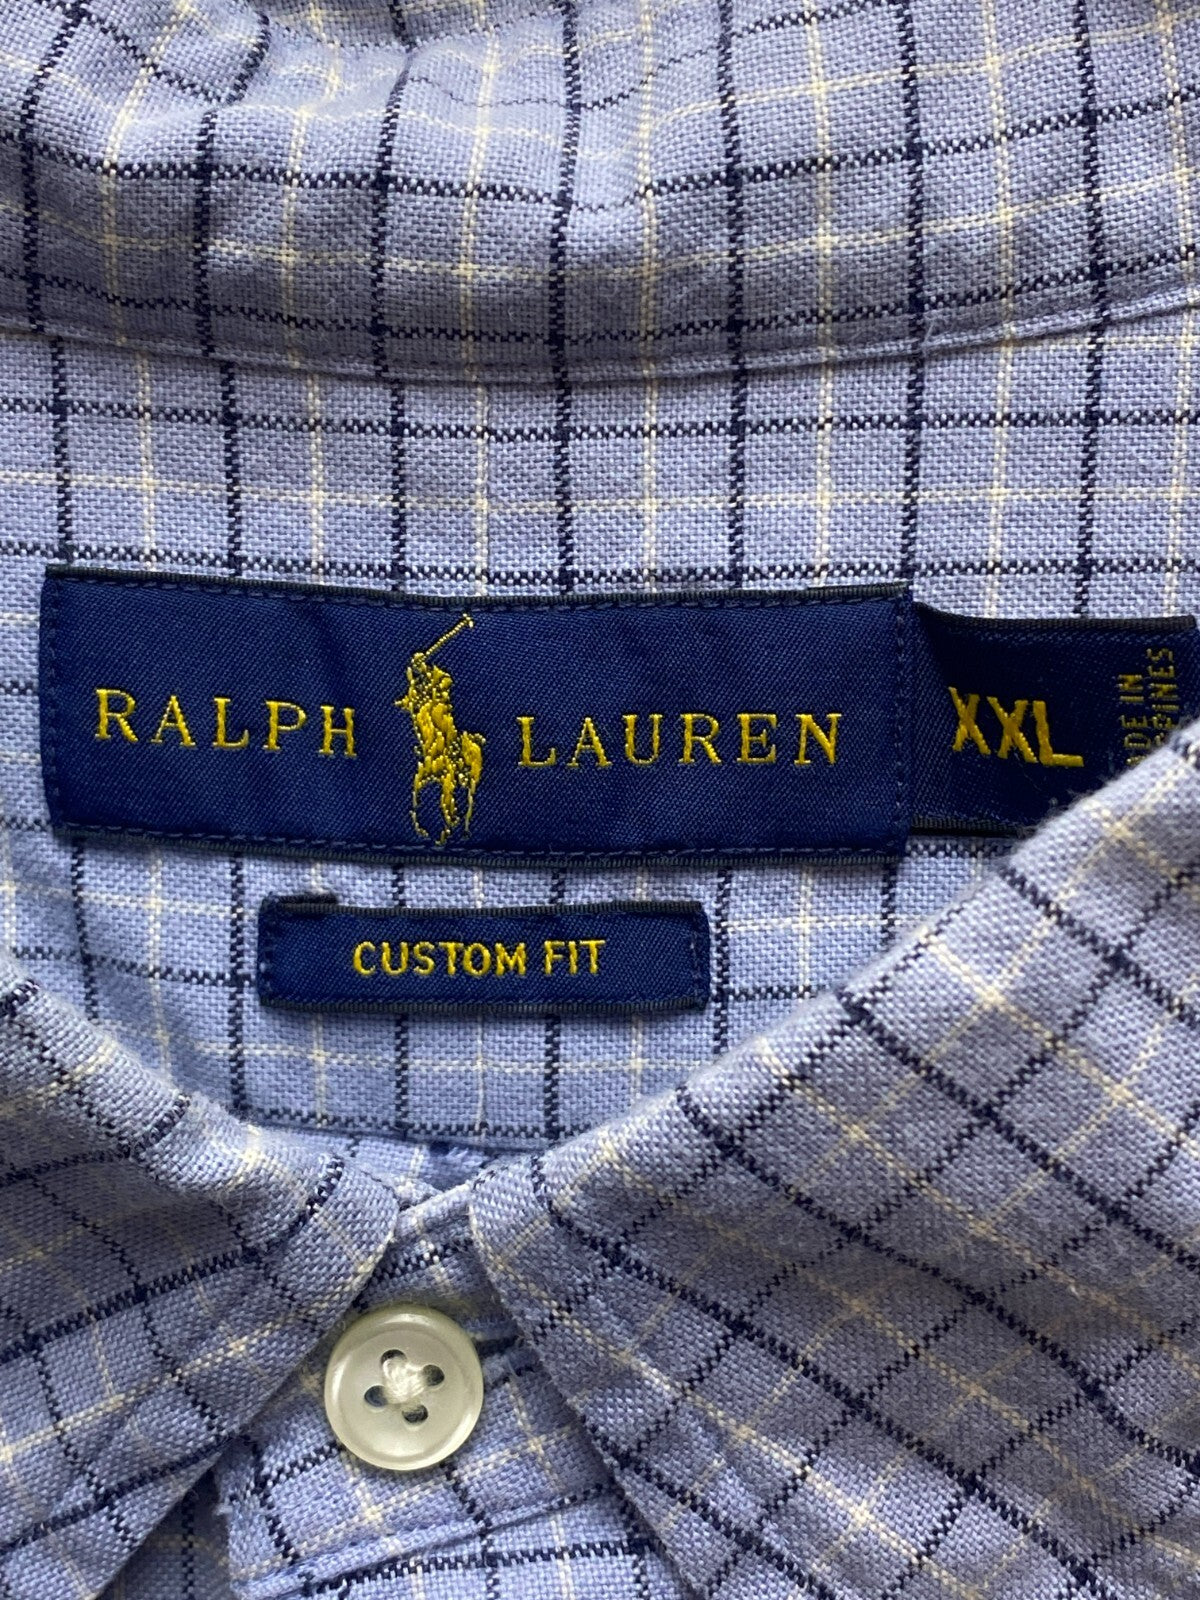 RALPH LAUREN
XXL
CUSTOM FIT